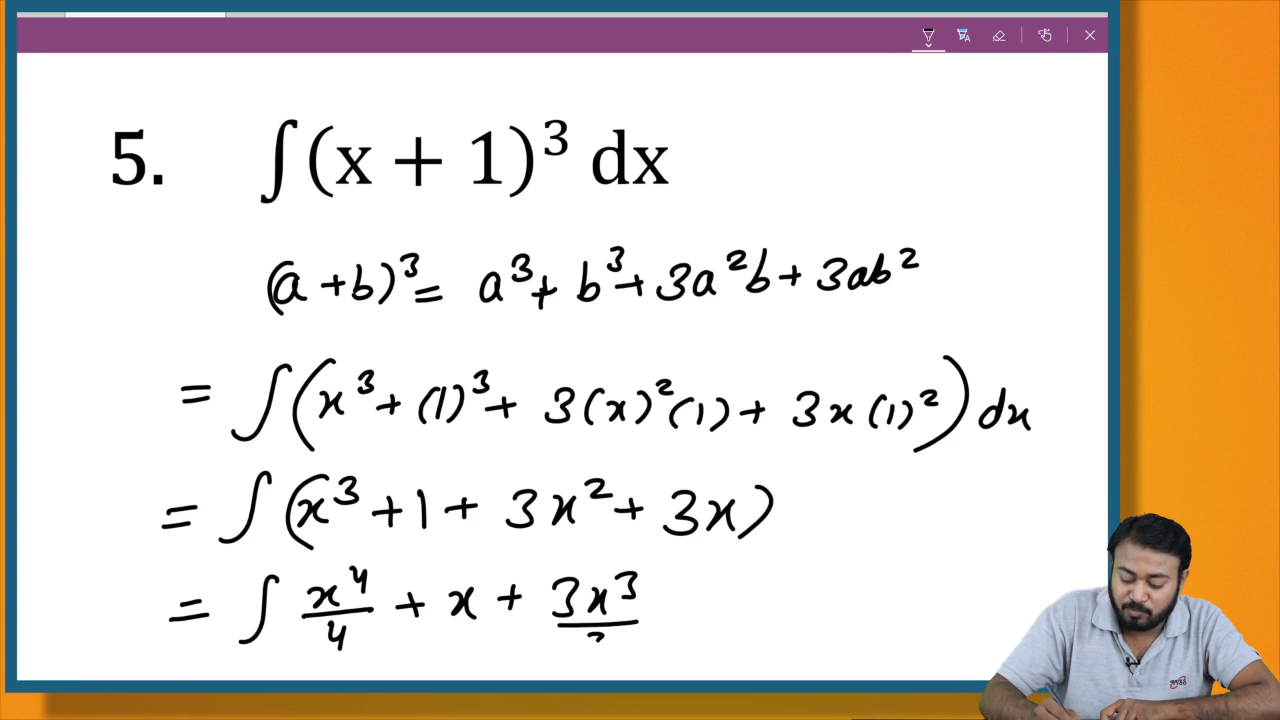 5. ∫(x + 1)³ dx
(a + b)³ = a³ + b³ + 3a²b + 3ab²
= ∫(x³ + (1)³ + 3(x)²(1) + 3x(1)²) dx
= ∫(x³ + 1 + 3x² + 3x)
= ∫ x⁴/4 + x + 3x³/